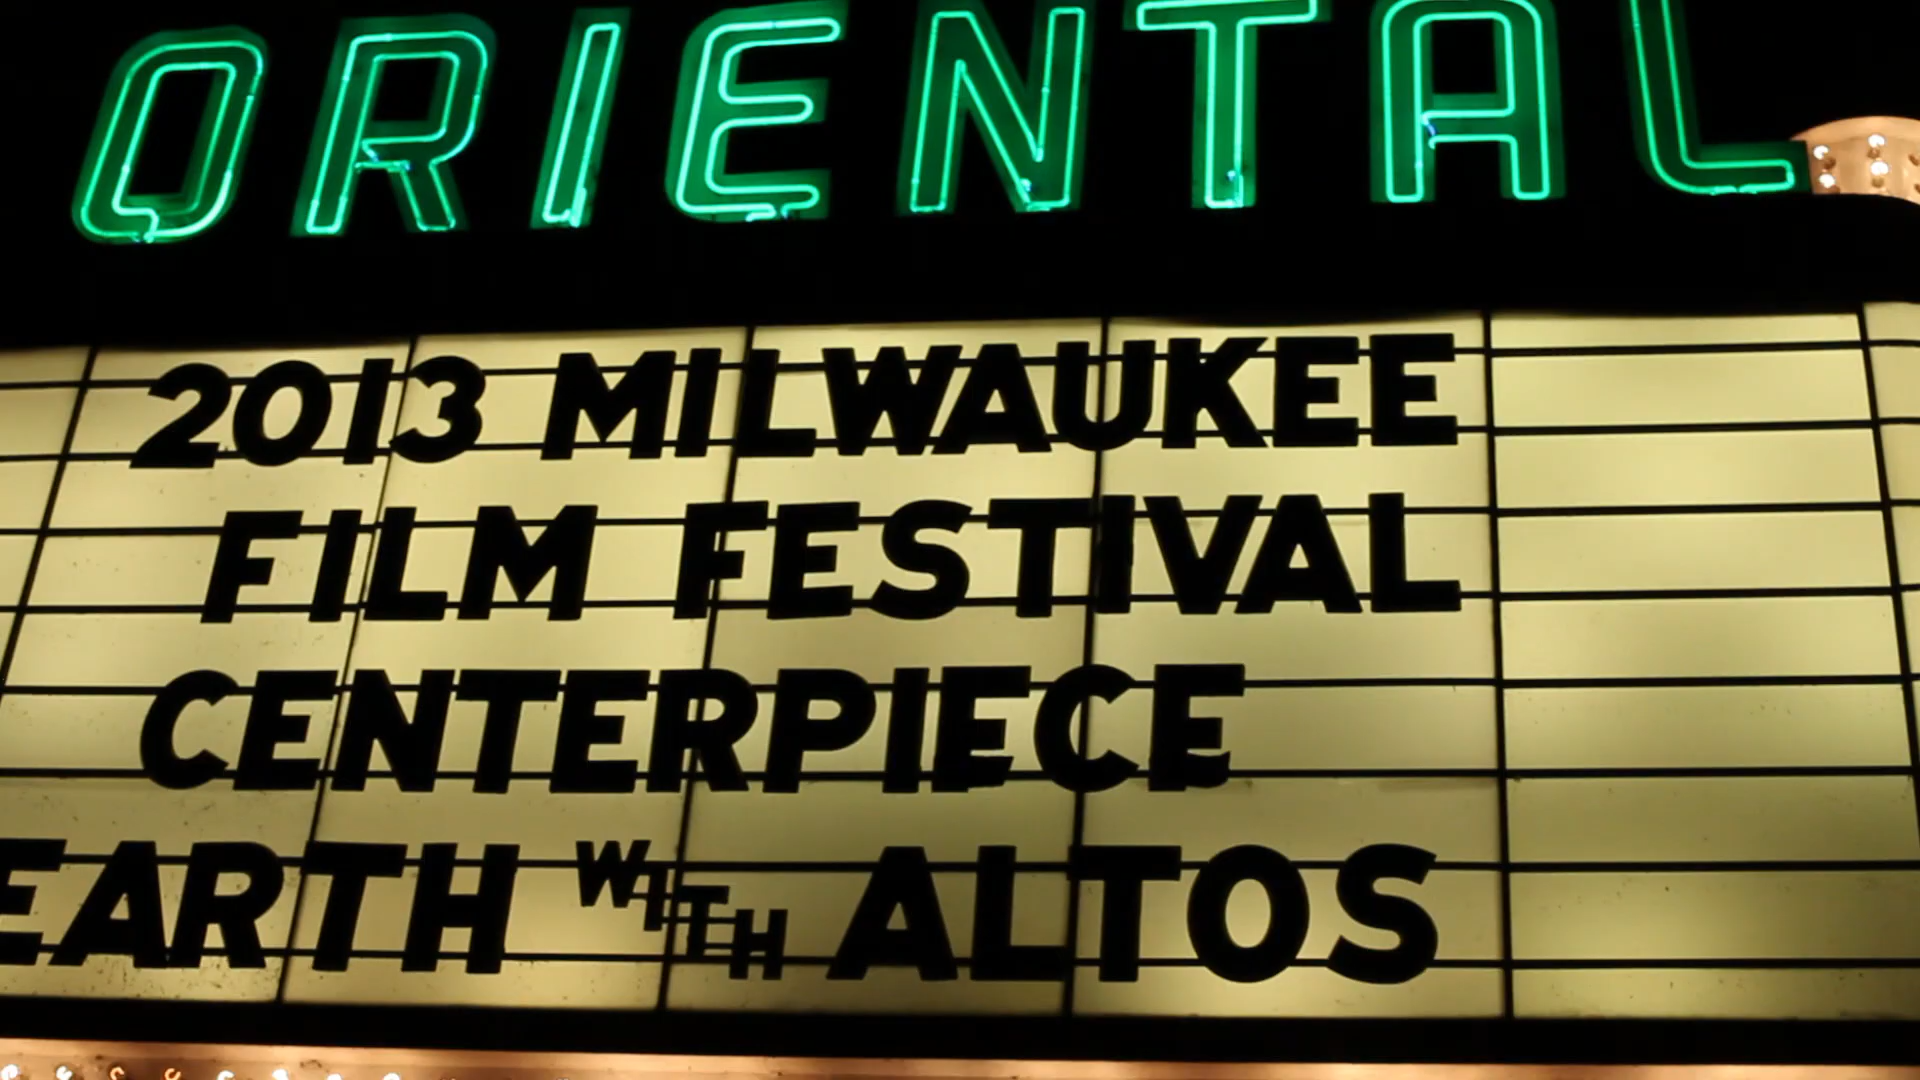 ORIENTAL
2013 MILWAUKEE
FILM FESTIVAL
CENTERPIECE
EARTH WITH ALTOS